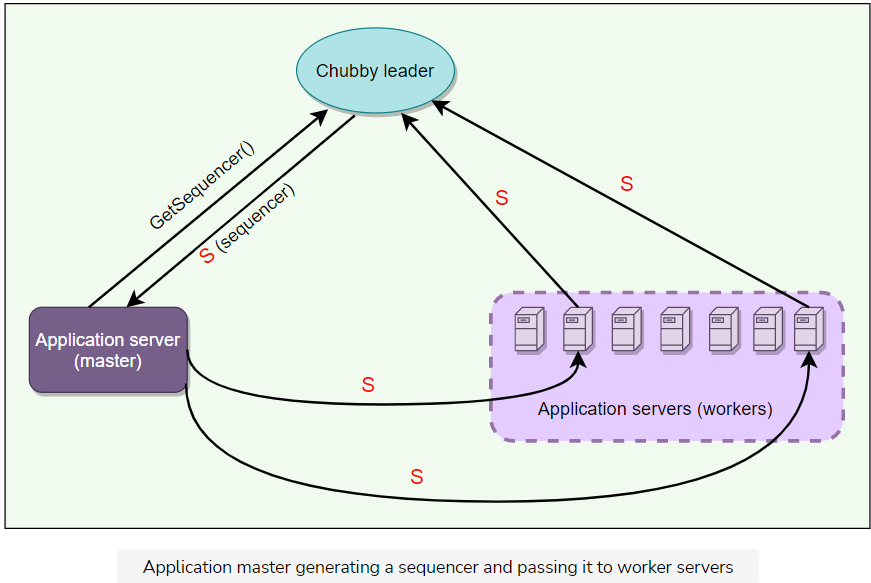 Chubby leader
GetSequencer()
S (sequencer)
S
S
Application server
(master)
S
Application servers (workers)
S
Application master generating a sequencer and passing it to worker servers